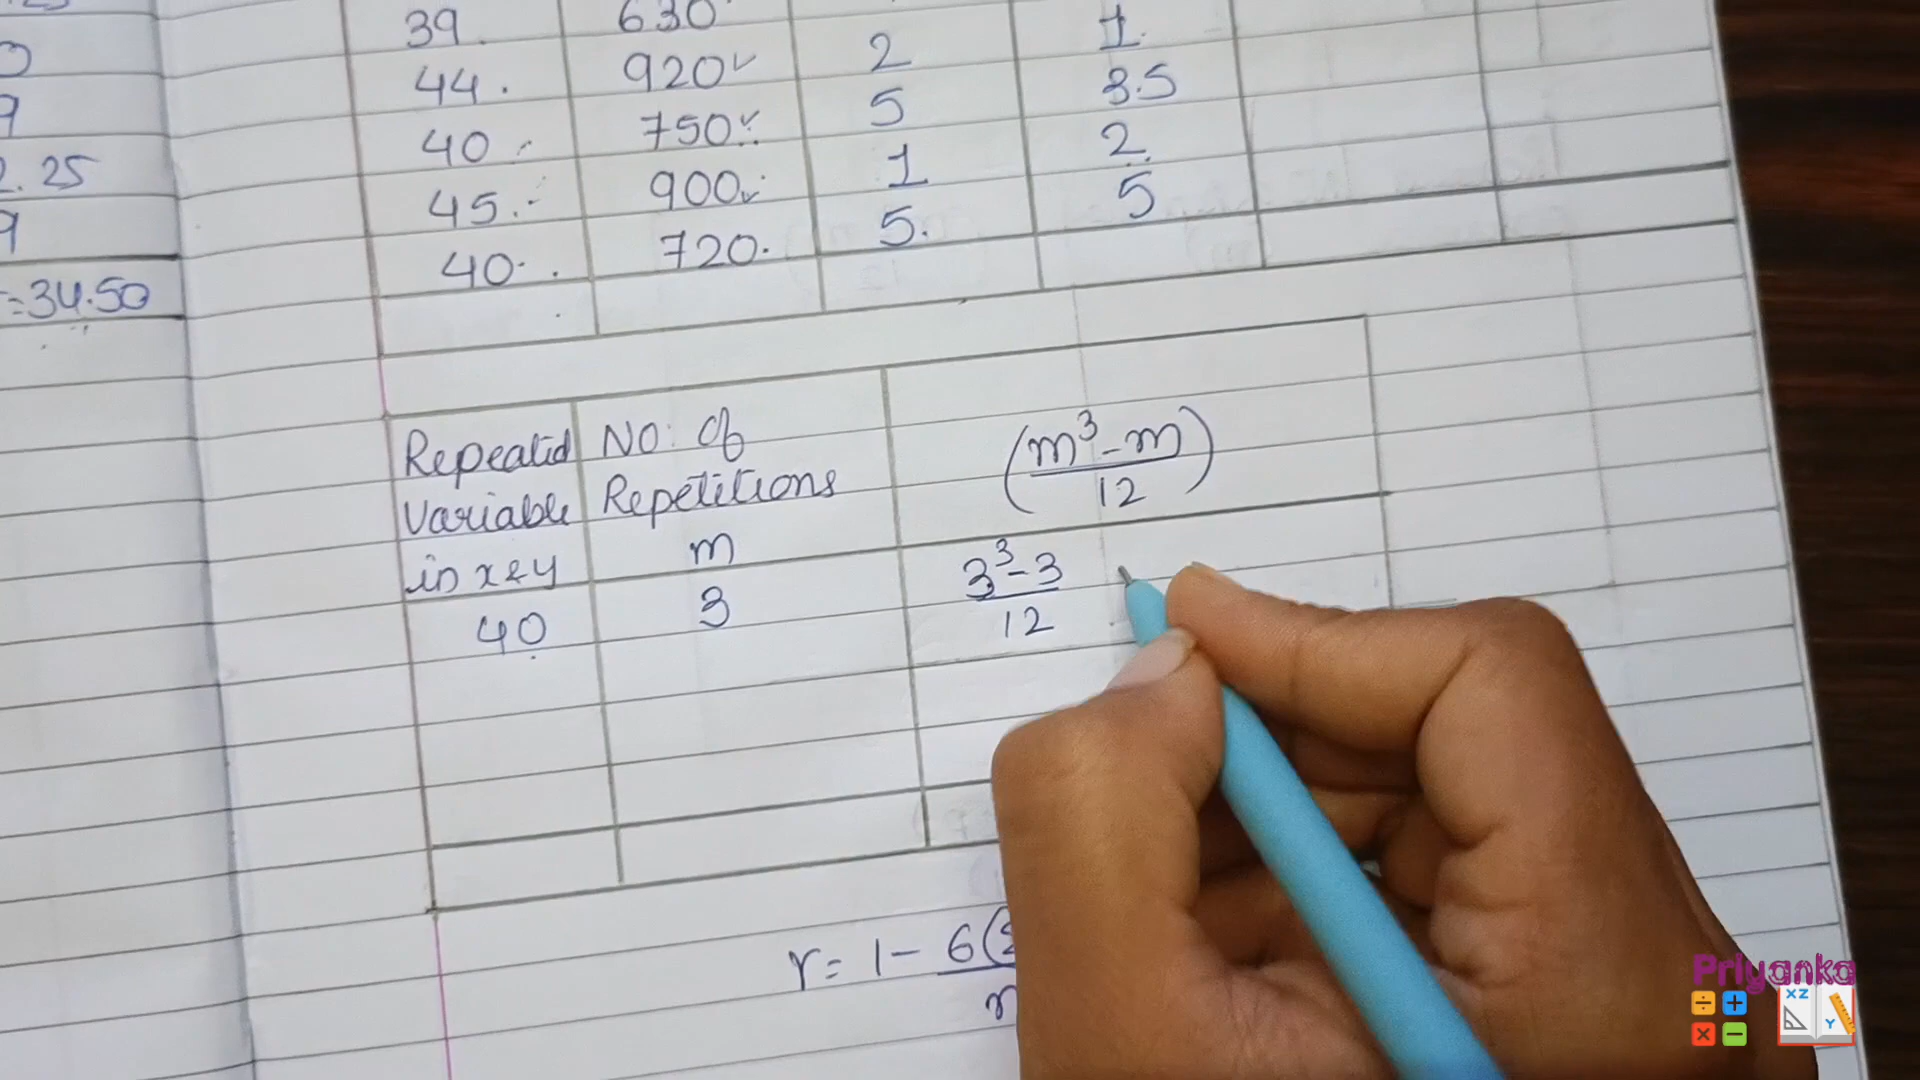 39. 630 1.
44. 920✓ 2 3.5
40 750✓ 5 2.
45. 900✓ 1 5
40. 720. 5.
2.25
9
=34.50
Repeated Variable in x & y
No. of Repetitions m
(m³ - m / 12)
40
3
3³ - 3
12
r = 1 - 6(Σ
n
Priyanka
÷ +
× −
XZ
Y